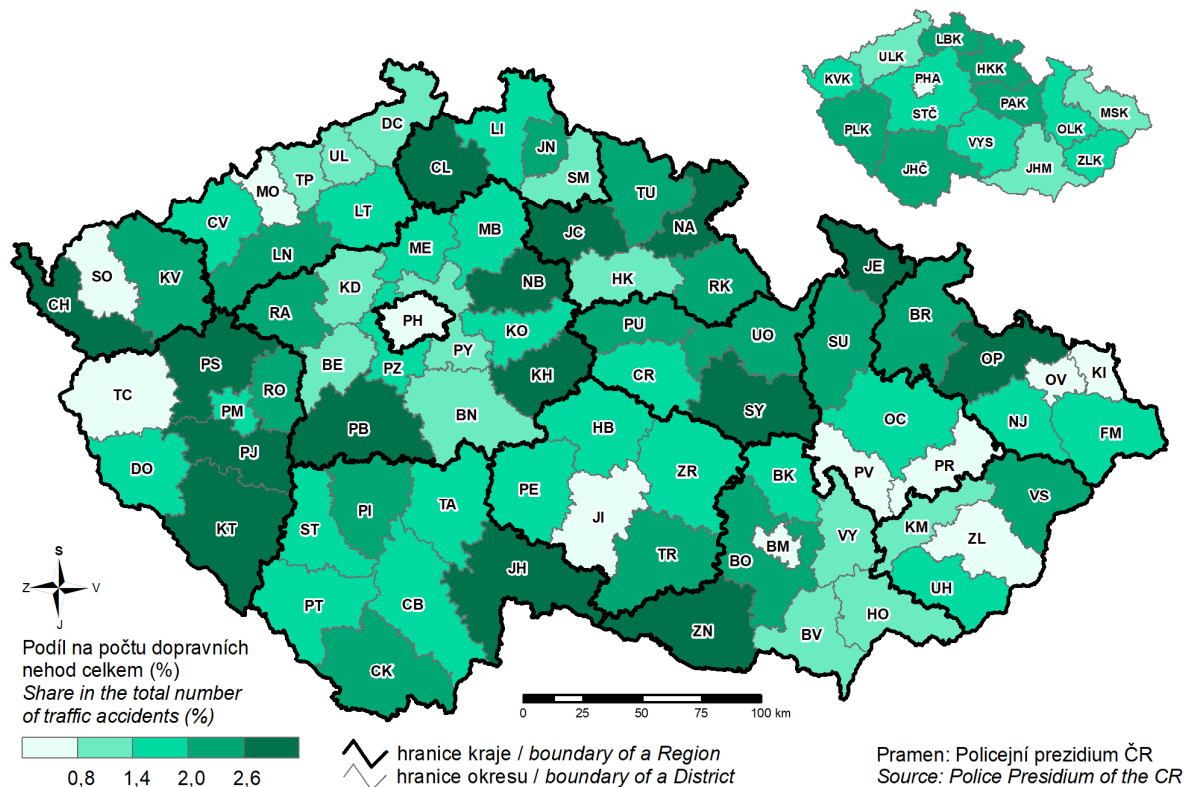 LBK
ULK
HKK
KVK
PHA
PAK
MSK
STČ
PLK
OLK
VYS
ZLK
JHČ
JHM
DC
LI
JN
UL
CL
SM
TP
MO
TU
LT
CV
MB
JC
NA
ME
LN
SO
KV
JE
NB
HK
RK
KD
CH
RA
PH
BR
KO
PU
UO
SU
OP
PY
KI
OV
PS
BE
PZ
KH
CR
RO
TC
PM
SY
BN
OC
NJ
PB
HB
FM
PJ
DO
PR
ZR
PV
BK
PE
VS
TA
PI
JI
KT
ST
KM
VY
ZL
BM
TR
BO
JH
UH
PT
CB
HO
ZN
BV
CK
S
Z V
J
Podíl na počtu dopravních
nehod celkem (%)
Share in the total number
of traffic accidents (%)
0,8 1,4 2,0 2,6
0 25 50 75 100 km
hranice kraje / boundary of a Region
hranice okresu / boundary of a District
Pramen: Policejní prezidium ČR
Source: Police Presidium of the CR